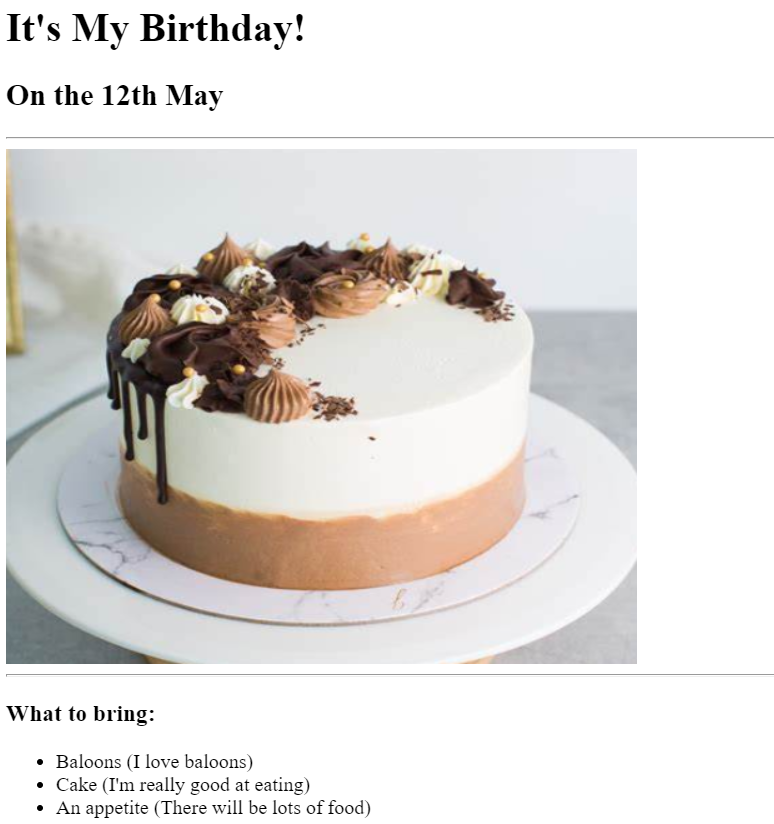 It's My Birthday!
On the 12th May
What to bring:
Baloons (I love baloons)
Cake (I'm really good at eating)
An appetite (There will be lots of food)